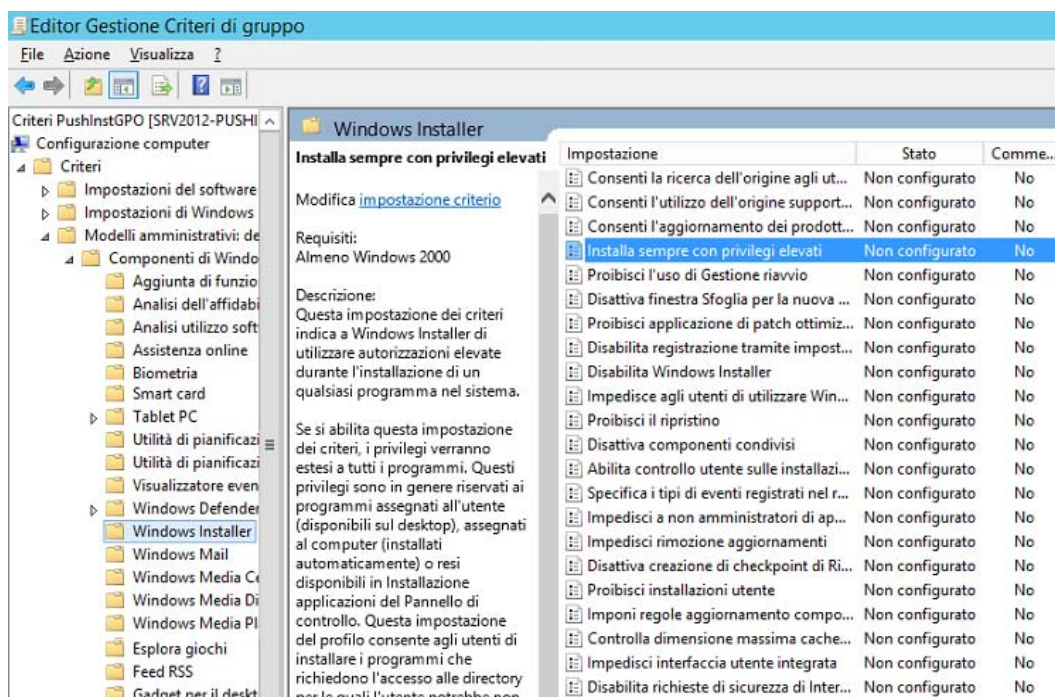 Editor Gestione Criteri di gruppo
File Azione Visualizza ?
Criteri PushInstGPO [SRV2012-PUSHI
Configurazione computer
Criteri
Impostazioni del software
Impostazioni di Windows
Modelli amministrativi: de
Componenti di Windo
Aggiunta di funzio
Analisi dell'affidabi
Analisi utilizzo soft
Assistenza online
Biometria
Smart card
Tablet PC
Utilità di pianificazi
Utilità di pianificazi
Visualizzatore even
Windows Defender
Windows Installer
Windows Mail
Windows Media Ce
Windows Media Di
Windows Media Pl
Esplora giochi
Feed RSS
Gadget per il deskt
Windows Installer
Installa sempre con privilegi elevati
Modifica impostazione criterio
Requisiti:
Almeno Windows 2000
Descrizione:
Questa impostazione dei criteri
indica a Windows Installer di
utilizzare autorizzazioni elevate
durante l'installazione di un
qualsiasi programma nel sistema.
Se si abilita questa impostazione
dei criteri, i privilegi verranno
estesi a tutti i programmi. Questi
privilegi sono in genere riservati ai
programmi assegnati all'utente
(disponibili sul desktop), assegnati
al computer (installati
automaticamente) o resi
disponibili in Installazione
applicazioni del Pannello di
controllo. Questa impostazione
del profilo consente agli utenti di
installare i programmi che
richiedono l'accesso alle directory
per le quali l'utente potrebbe non
Impostazione Stato Comme...
Consenti la ricerca dell'origine agli ut... Non configurato No
Consenti l'utilizzo dell'origine support... Non configurato No
Consenti l'aggiornamento dei prodott... Non configurato No
Installa sempre con privilegi elevati Non configurato No
Proibisci l'uso di Gestione riavvio Non configurato No
Disattiva finestra Sfoglia per la nuova ... Non configurato No
Proibisci applicazione di patch ottimiz... Non configurato No
Disabilita registrazione tramite impost... Non configurato No
Disabilita Windows Installer Non configurato No
Impedisce agli utenti di utilizzare Win... Non configurato No
Proibisci il ripristino Non configurato No
Disattiva componenti condivisi Non configurato No
Abilita controllo utente sulle installazi... Non configurato No
Specifica i tipi di eventi registrati nel r... Non configurato No
Impedisci a non amministratori di ap... Non configurato No
Impedisci rimozione aggiornamenti Non configurato No
Disattiva creazione di checkpoint di Ri... Non configurato No
Proibisci installazioni utente Non configurato No
Imponi regole aggiornamento compo... Non configurato No
Controlla dimensione massima cache... Non configurato No
Impedisci interfaccia utente integrata Non configurato No
Disabilita richieste di sicurezza di Inter... Non configurato No